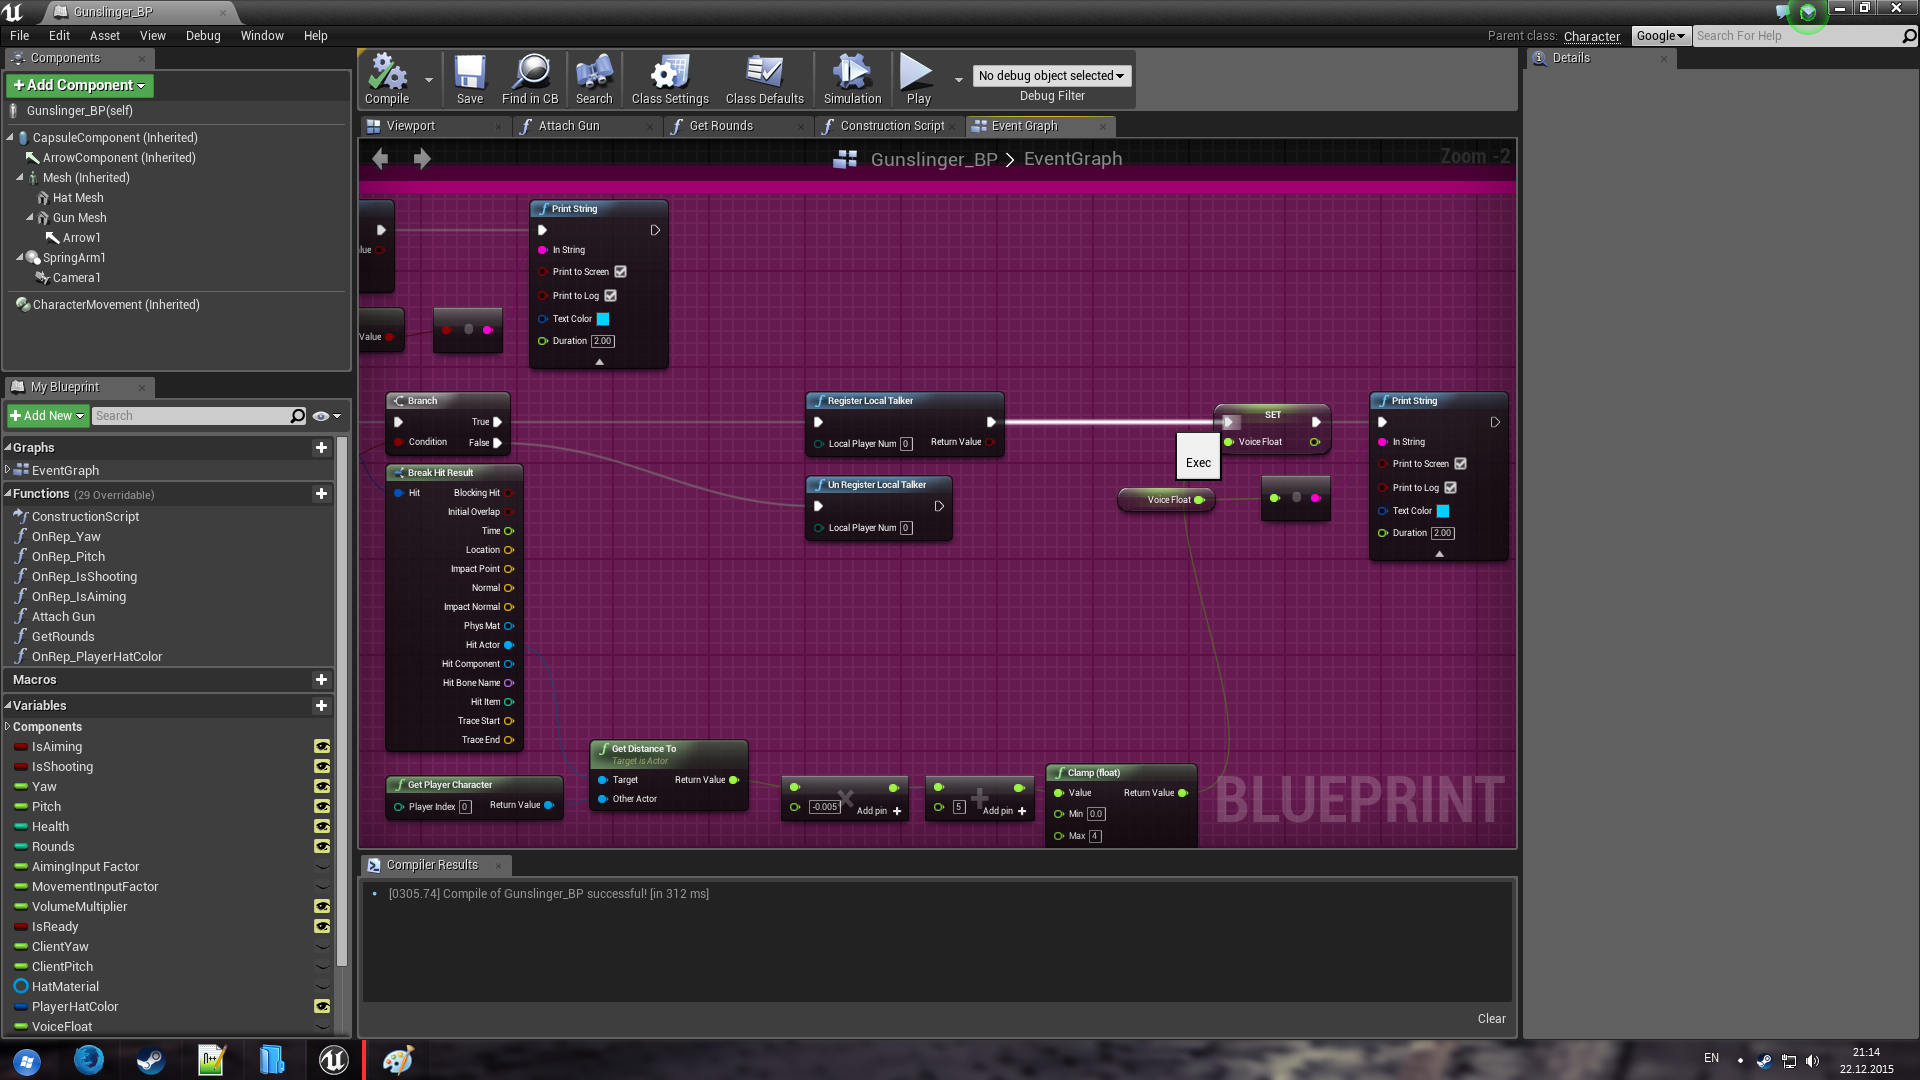 Gunslinger_BP
File Edit Asset View Debug Window Help
Parent class: Character Google Search For Help
Components
Add Component
Gunslinger_BP(self)
CapsuleComponent (Inherited)
ArrowComponent (Inherited)
Mesh (Inherited)
Hat Mesh
Gun Mesh
Arrow1
SpringArm1
Camera1
CharacterMovement (Inherited)
My Blueprint
Add New Search
Graphs
EventGraph
Functions (29 Overridable)
ConstructionScript
OnRep_Yaw
OnRep_Pitch
OnRep_IsShooting
OnRep_IsAiming
Attach Gun
GetRounds
OnRep_PlayerHatColor
Macros
Variables
Components
IsAiming
IsShooting
Yaw
Pitch
Health
Rounds
AimingInput Factor
MovementInputFactor
VolumeMultiplier
IsReady
ClientYaw
ClientPitch
HatMaterial
PlayerHatColor
VoiceFloat
Compile Save Find in CB Search Class Settings Class Defaults Simulation Play
No debug object selected
Debug Filter
Viewport Attach Gun Get Rounds Construction Script Event Graph
Gunslinger_BP > EventGraph
Zoom -2
Print String
In String
Print to Screen
Print to Log
Text Color
Duration 2.00
lue
Value
Branch
True
Condition False
Break Hit Result
Hit Blocking Hit
Initial Overlap
Time
Location
Impact Point
Normal
Impact Normal
Phys Mat
Hit Actor
Hit Component
Hit Bone Name
Hit Item
Trace Start
Trace End
Register Local Talker
Local Player Num 0 Return Value
Un Register Local Talker
Local Player Num 0
SET
Voice Float
Exec
Voice Float
Print String
In String
Print to Screen
Print to Log
Text Color
Duration 2.00
Get Player Character
Player Index 0 Return Value
Get Distance To
Target is Actor
Target Return Value
Other Actor
-0.005 Add pin
5 Add pin
Clamp (float)
Value Return Value
Min 0.0
Max 4
BLUEPRINT
Compiler Results
[0305.74] Compile of Gunslinger_BP successful! [in 312 ms]
Clear
Details
EN
21:14
22.12.2015